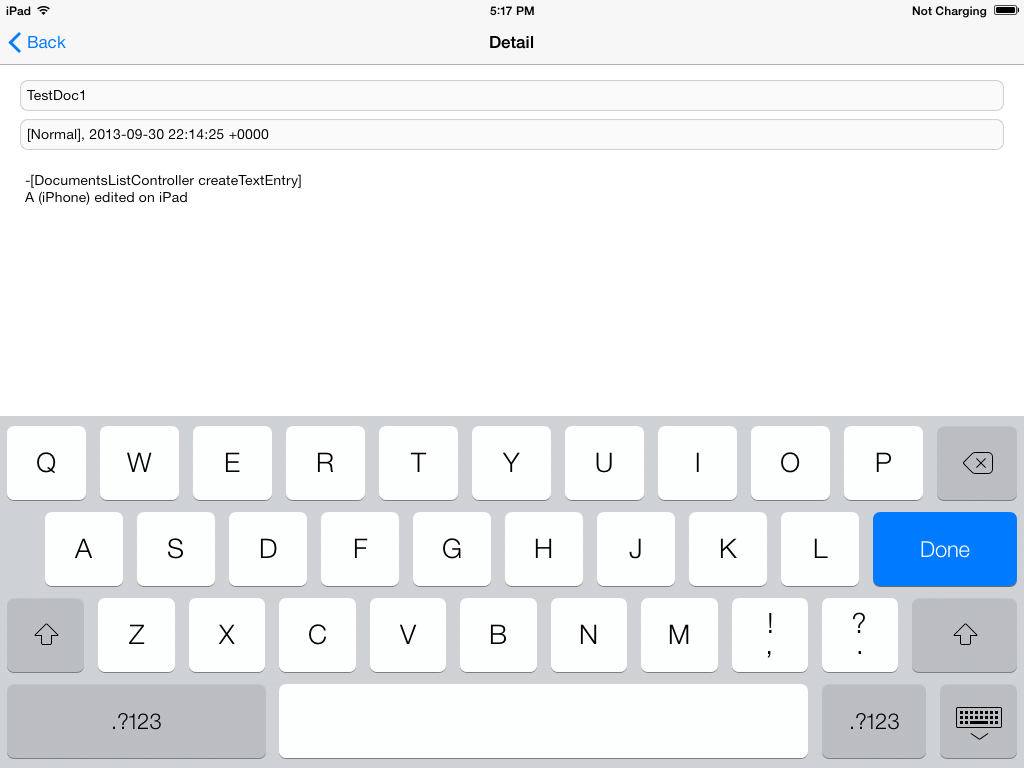 iPad 5:17 PM Not Charging
Back Detail
TestDoc1
[Normal], 2013-09-30 22:14:25 +0000
-[DocumentsListController createTextEntry]
A (iPhone) edited on iPad
Q W E R T Y U I O P
A S D F G H J K L Done
Z X C V B N M ! , ? .
.?123 .?123